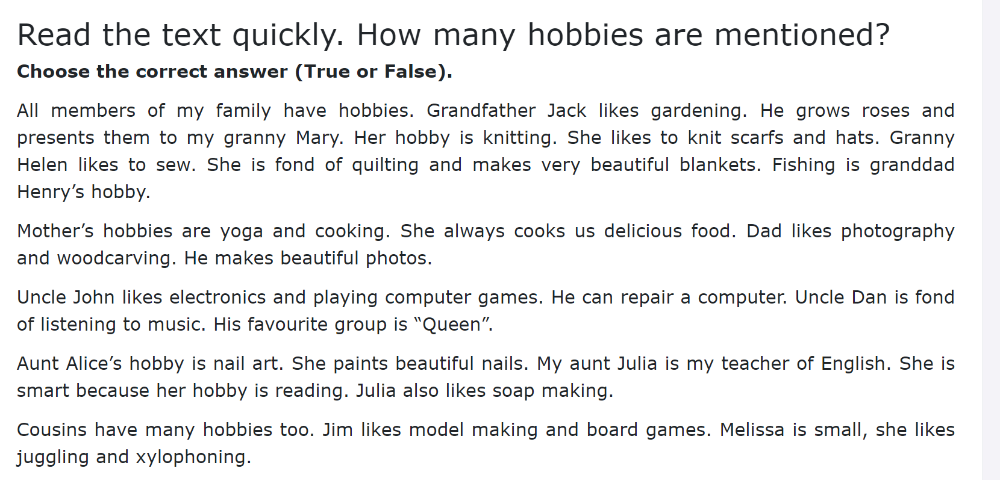 Read the text quickly. How many hobbies are mentioned?
Choose the correct answer (True or False).
All members of my family have hobbies. Grandfather Jack likes gardening. He grows roses and
presents them to my granny Mary. Her hobby is knitting. She likes to knit scarfs and hats. Granny
Helen likes to sew. She is fond of quilting and makes very beautiful blankets. Fishing is granddad
Henry’s hobby.
Mother’s hobbies are yoga and cooking. She always cooks us delicious food. Dad likes photography
and woodcarving. He makes beautiful photos.
Uncle John likes electronics and playing computer games. He can repair a computer. Uncle Dan is fond
of listening to music. His favourite group is “Queen”.
Aunt Alice’s hobby is nail art. She paints beautiful nails. My aunt Julia is my teacher of English. She is
smart because her hobby is reading. Julia also likes soap making.
Cousins have many hobbies too. Jim likes model making and board games. Melissa is small, she likes
juggling and xylophoning.